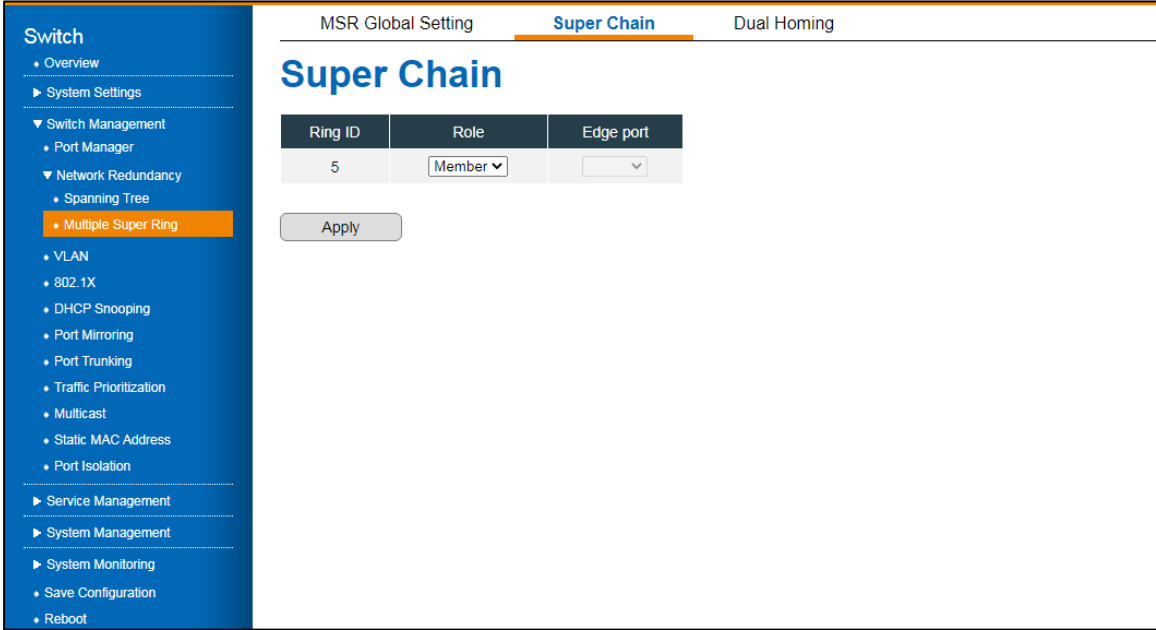 Switch
Overview
System Settings
Switch Management
Port Manager
Network Redundancy
Spanning Tree
Multiple Super Ring
VLAN
802.1X
DHCP Snooping
Port Mirroring
Port Trunking
Traffic Prioritization
Multicast
Static MAC Address
Port Isolation
Service Management
System Management
System Monitoring
Save Configuration
Reboot
MSR Global Setting Super Chain Dual Homing
Super Chain
Ring ID Role Edge port
5 Member
Apply